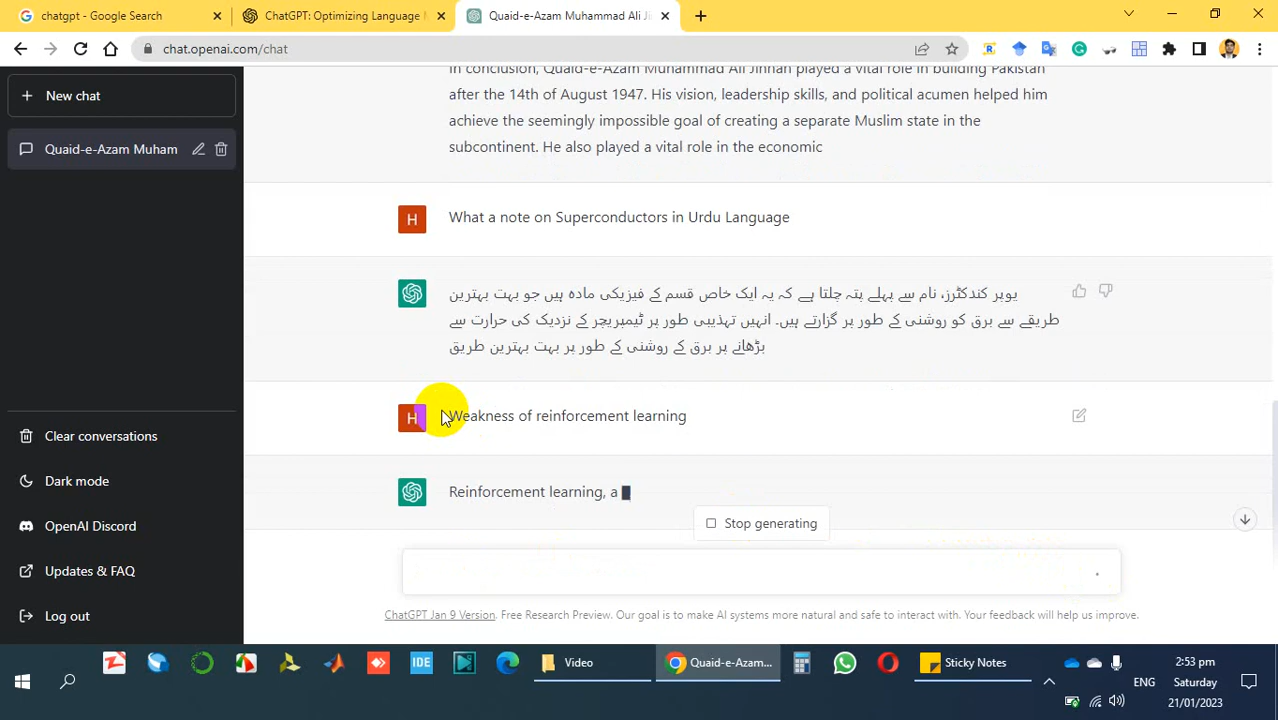 chatgpt - Google Search
ChatGPT: Optimizing Language
Quaid-e-Azam Muhammad Ali Ji
chat.openai.com/chat
New chat
Quaid-e-Azam Muham
In conclusion, Quaid-e-Azam Muhammad Ali Jinnah played a vital role in building Pakistan
after the 14th of August 1947. His vision, leadership skills, and political acumen helped him
achieve the seemingly impossible goal of creating a separate Muslim state in the
subcontinent. He also played a vital role in the economic
H
What a note on Superconductors in Urdu Language
یوپر کندکٹرز، نام سے پہلے پتہ چلتا ہے کہ یہ ایک خاص قسم کے فیزیکی مادہ ہیں جو بہت بہترین
طریقے سے برق کو روشنی کے طور پر گزارتے ہیں۔ انہیں تہذیبی طور پر ٹیمپریچر کے نزدیک کی حرارت سے
بڑھانے پر برق کے روشنی کے طور پر بہت بہترین طریق
H
Weakness of reinforcement learning
Reinforcement learning, a
Stop generating
Clear conversations
Dark mode
OpenAI Discord
Updates & FAQ
Log out
ChatGPT Jan 9 Version. Free Research Preview. Our goal is to make AI systems more natural and safe to interact with. Your feedback will help us improve.
IDE
Video
Quaid-e-Azam...
Sticky Notes
ENG
2:53 pm
Saturday
21/01/2023